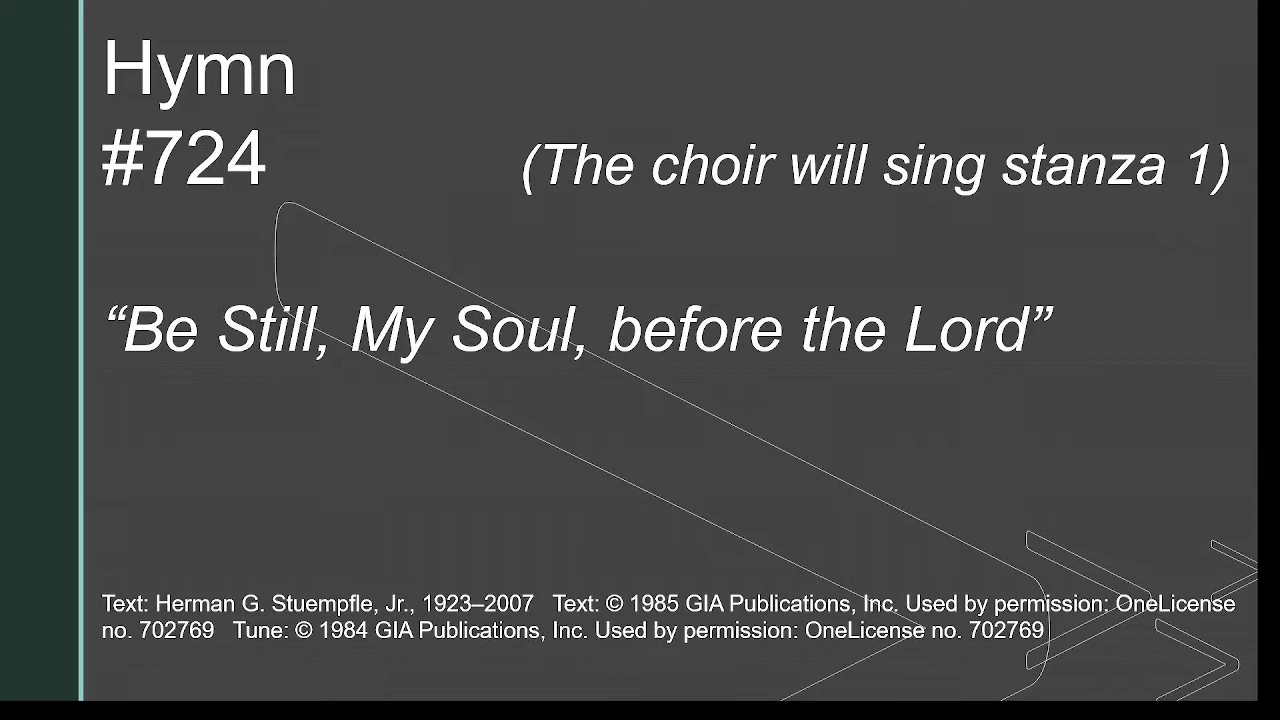 Hymn
#724 (The choir will sing stanza 1)
“Be Still, My Soul, before the Lord”
Text: Herman G. Stuempfle, Jr., 1923–2007 Text: © 1985 GIA Publications, Inc. Used by permission: OneLicense
no. 702769 Tune: © 1984 GIA Publications, Inc. Used by permission: OneLicense no. 702769